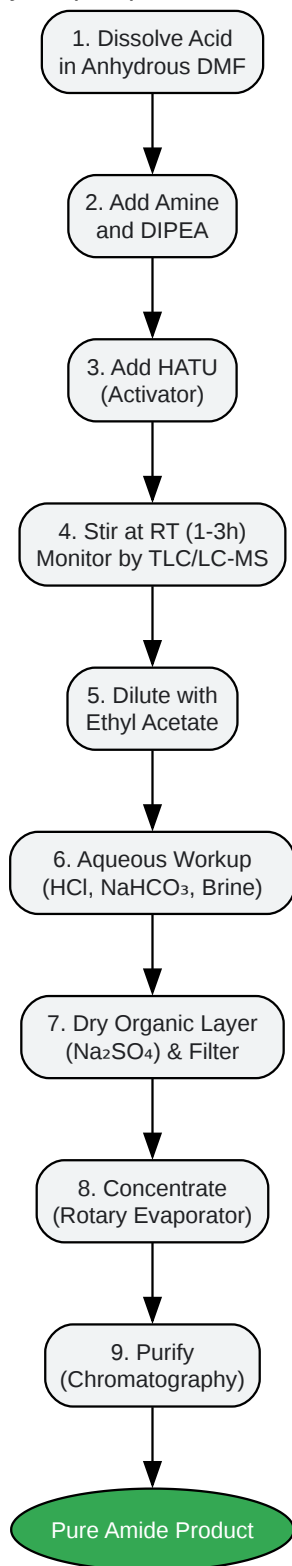 1. Dissolve Acid
in Anhydrous DMF
2. Add Amine
and DIPEA
3. Add HATU
(Activator)
4. Stir at RT (1-3h)
Monitor by TLC/LC-MS
5. Dilute with
Ethyl Acetate
6. Aqueous Workup
(HCl, NaHCO₃, Brine)
7. Dry Organic Layer
(Na₂SO₄) & Filter
8. Concentrate
(Rotary Evaporator)
9. Purify
(Chromatography)
Pure Amide Product